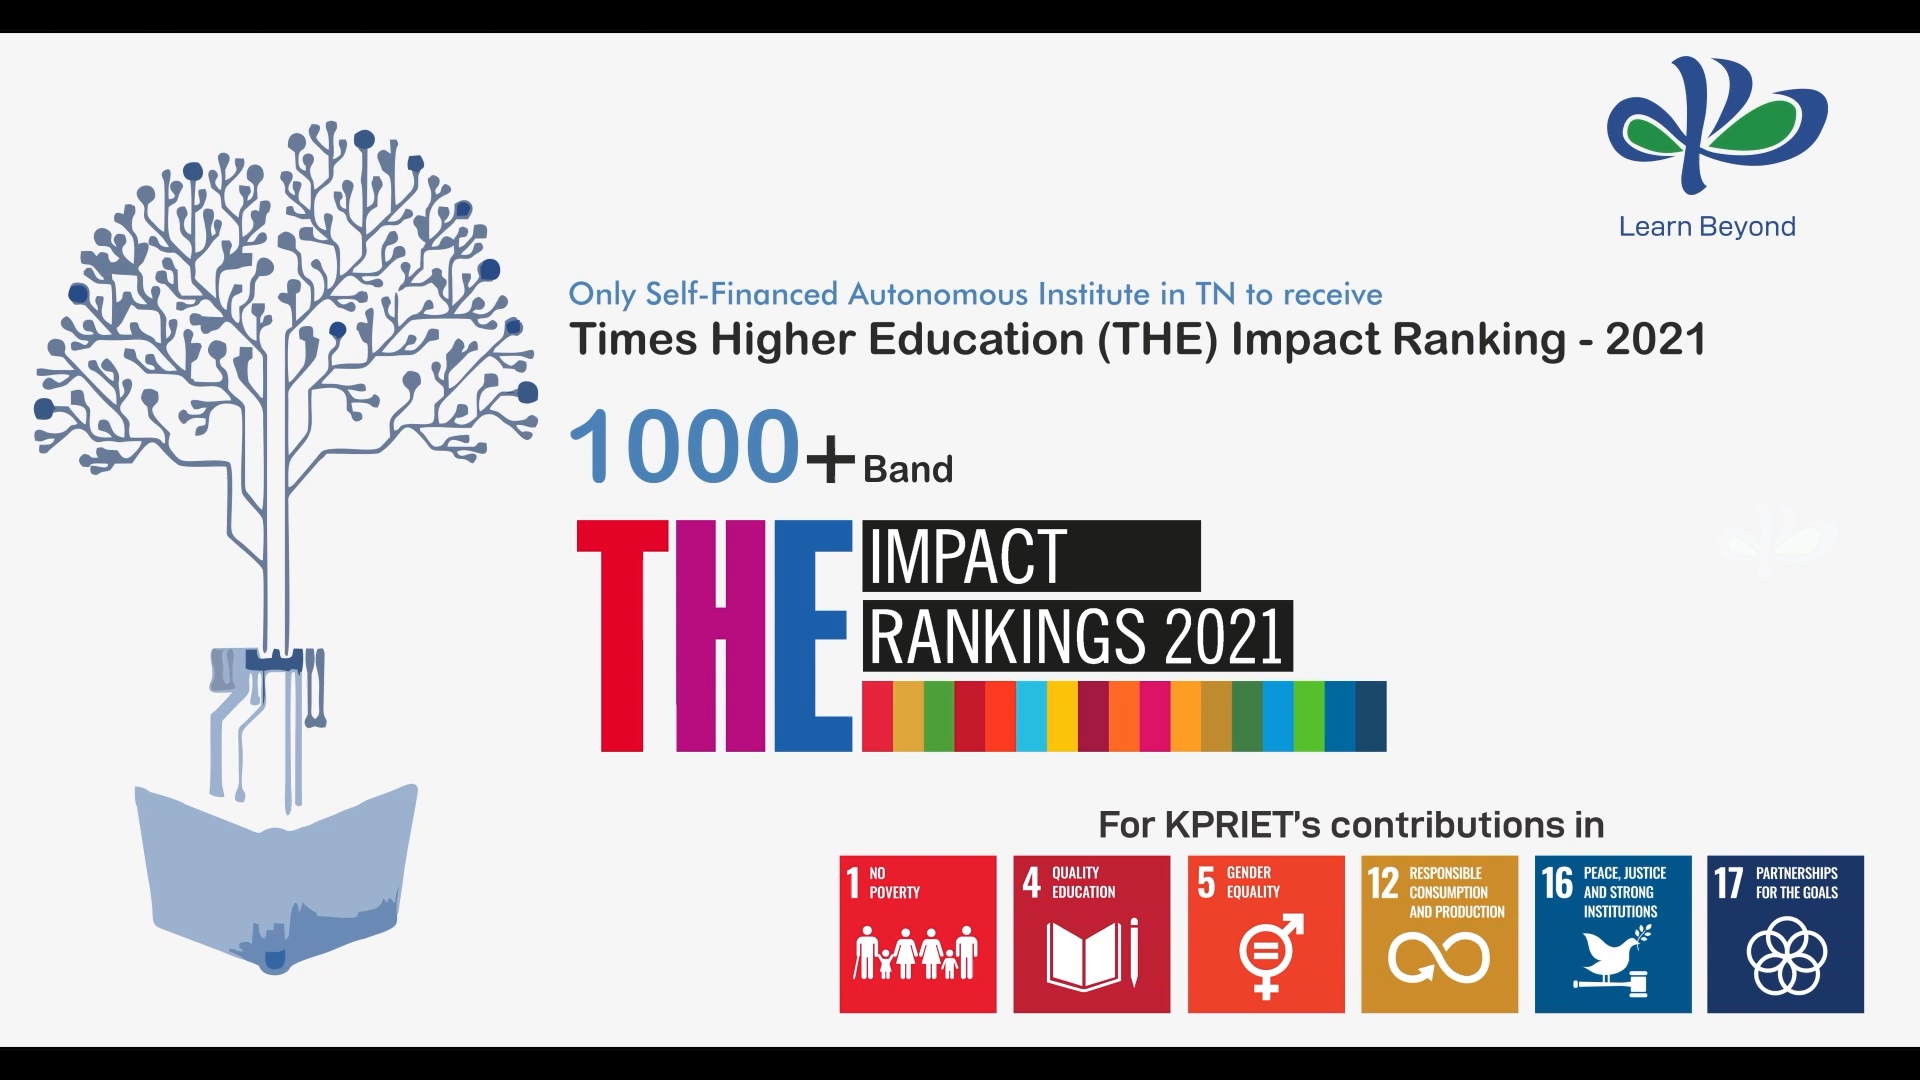 Learn Beyond
Only Self-Financed Autonomous Institute in TN to receive
Times Higher Education (THE) Impact Ranking - 2021
1000+ Band
THE
IMPACT
RANKINGS 2021
For KPRIET's contributions in
1 NO
POVERTY
4 QUALITY
EDUCATION
5 GENDER
EQUALITY
12 RESPONSIBLE
CONSUMPTION
AND PRODUCTION
16 PEACE, JUSTICE
AND STRONG
INSTITUTIONS
17 PARTNERSHIPS
FOR THE GOALS